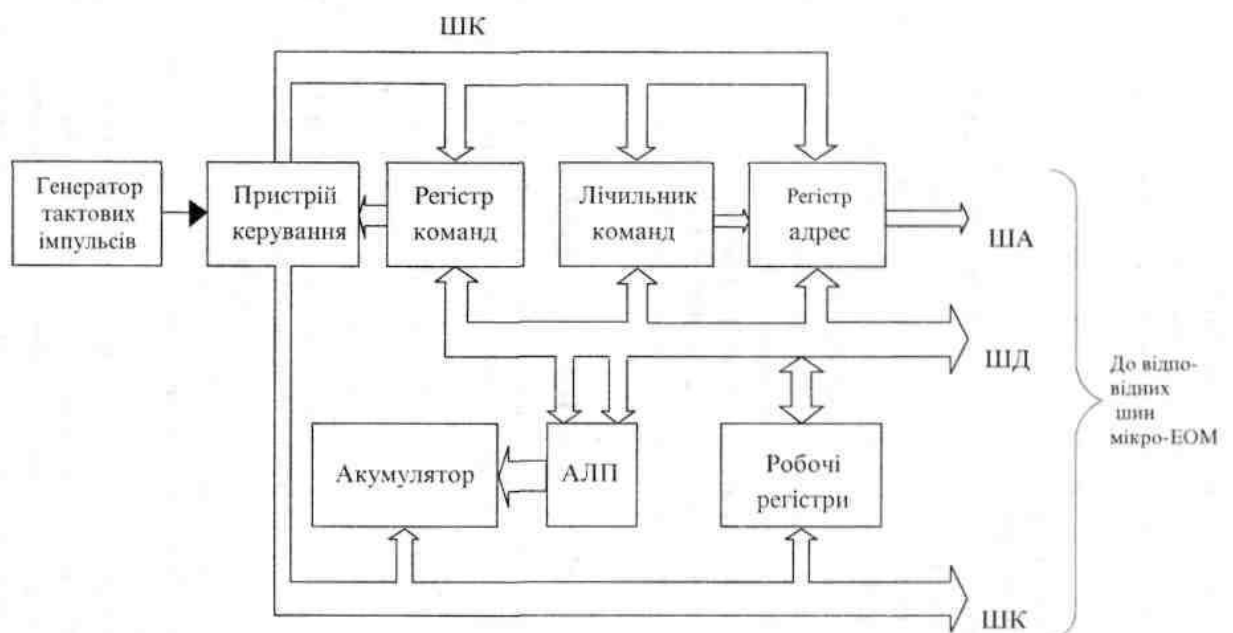 ШК
Генератор
тактових
імпульсів
Пристрій
керування
Регістр
команд
Лічильник
команд
Регістр
адрес
ША
ШД
До відпо-
відних
шин
мікро-ЕОМ
Акумулятор
АЛП
Робочі
регістри
ШК